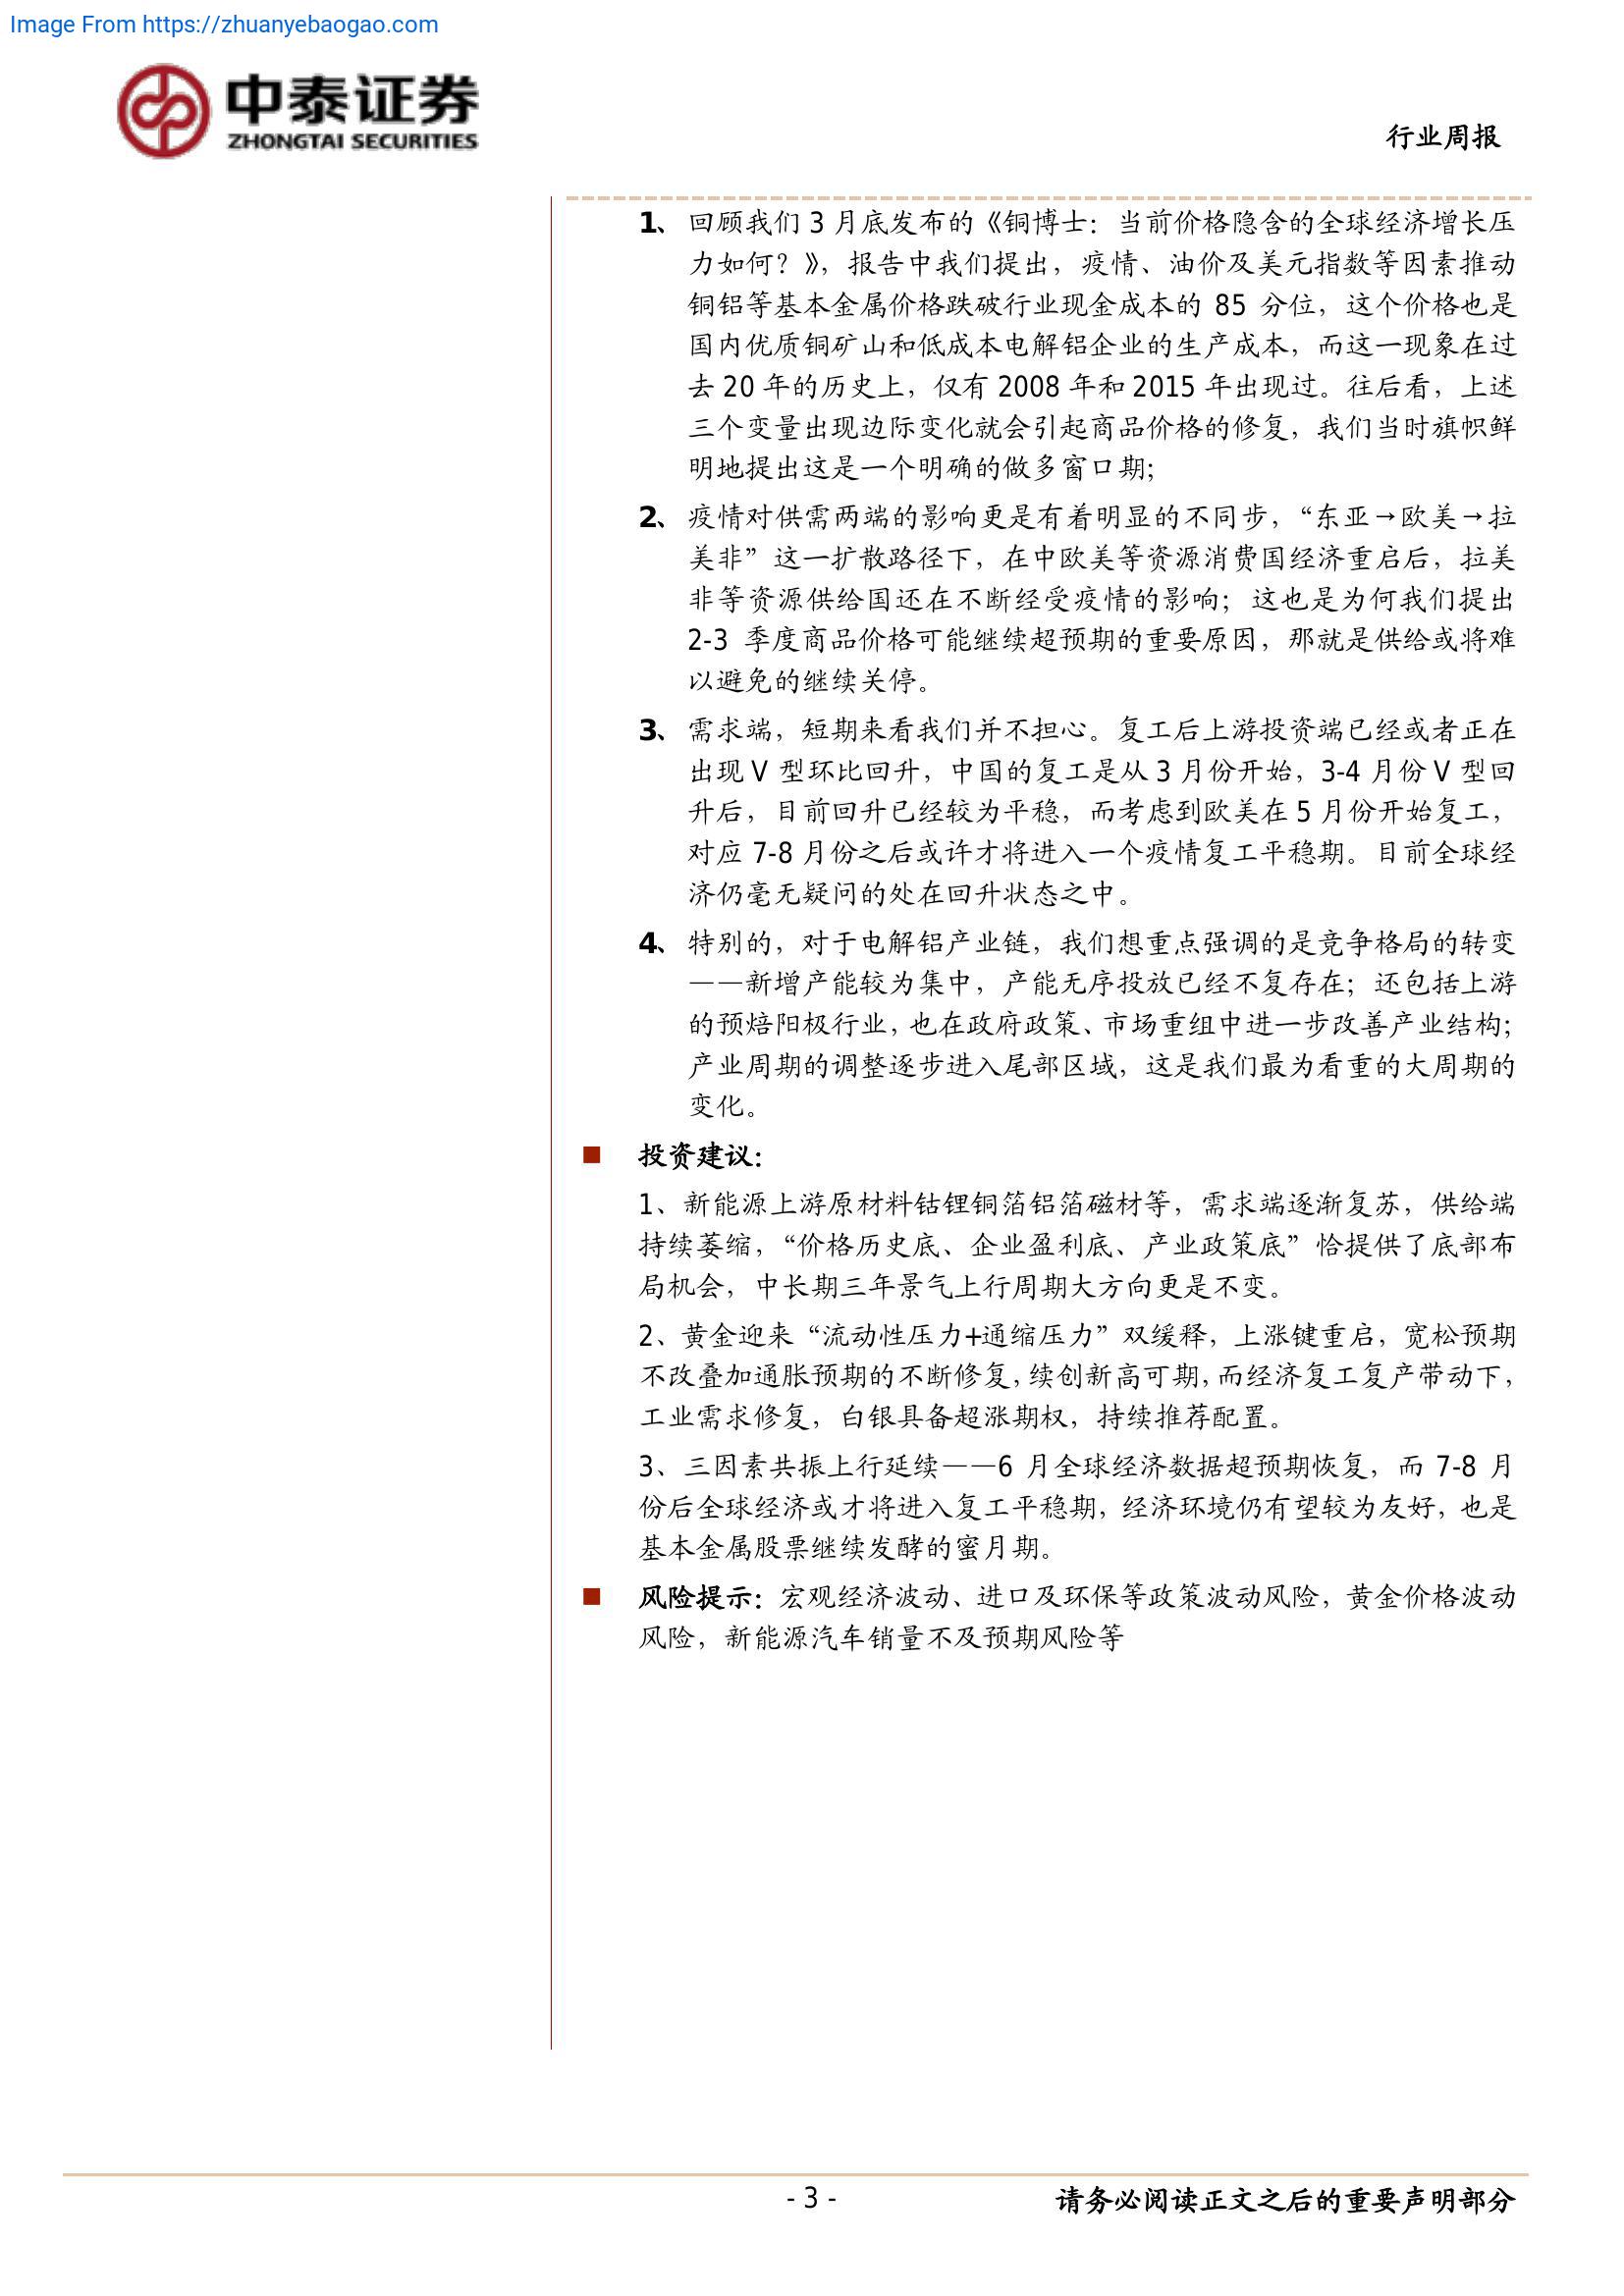 Image From https://zhuanyebaogao.com
中泰证券
ZHONGTAI SECURITIES
行业周报
1、 回顾我们 3 月底发布的《铜博士：当前价格隐含的全球经济增长压
力如何？》，报告中我们提出，疫情、油价及美元指数等因素推动
铜铝等基本金属价格跌破行业现金成本的 85 分位，这个价格也是
国内优质铜矿山和低成本电解铝企业的生产成本，而这一现象在过
去 20 年的历史上，仅有 2008 年和 2015 年出现过。往后看，上述
三个变量出现边际变化就会引起商品价格的修复，我们当时旗帜鲜
明地提出这是一个明确的做多窗口期；
2、 疫情对供需两端的影响更是有着明显的不同步，“东亚→欧美→拉
美非”这一扩散路径下，在中欧美等资源消费国经济重启后，拉美
非等资源供给国还在不断经受疫情的影响；这也是为何我们提出
2-3 季度商品价格可能继续超预期的重要原因，那就是供给或将难
以避免的继续关停。
3、 需求端，短期来看我们并不担心。复工后上游投资端已经或者正在
出现 V 型环比回升，中国的复工是从 3 月份开始，3-4 月份 V 型回
升后，目前回升已经较为平稳，而考虑到欧美在 5 月份开始复工，
对应 7-8 月份之后或许才将进入一个疫情复工平稳期。目前全球经
济仍毫无疑问的处在回升状态之中。
4、 特别的，对于电解铝产业链，我们想重点强调的是竞争格局的转变
——新增产能较为集中，产能无序投放已经不复存在；还包括上游
的预焙阳极行业，也在政府政策、市场重组中进一步改善产业结构；
产业周期的调整逐步进入尾部区域，这是我们最为看重的大周期的
变化。
■ 投资建议：
1、新能源上游原材料钴锂铜箔铝箔磁材等，需求端逐渐复苏，供给端
持续萎缩，“价格历史底、企业盈利底、产业政策底”恰提供了底部布
局机会，中长期三年景气上行周期大方向更是不变。
2、黄金迎来“流动性压力+通缩压力”双缓释，上涨键重启，宽松预期
不改叠加通胀预期的不断修复，续创新高可期，而经济复工复产带动下，
工业需求修复，白银具备超涨期权，持续推荐配置。
3、三因素共振上行延续——6 月全球经济数据超预期恢复，而 7-8 月
份后全球经济或才将进入复工平稳期，经济环境仍有望较为友好，也是
基本金属股票继续发酵的蜜月期。
■ 风险提示：宏观经济波动、进口及环保等政策波动风险，黄金价格波动
风险，新能源汽车销量不及预期风险等
- 3 -
请务必阅读正文之后的重要声明部分